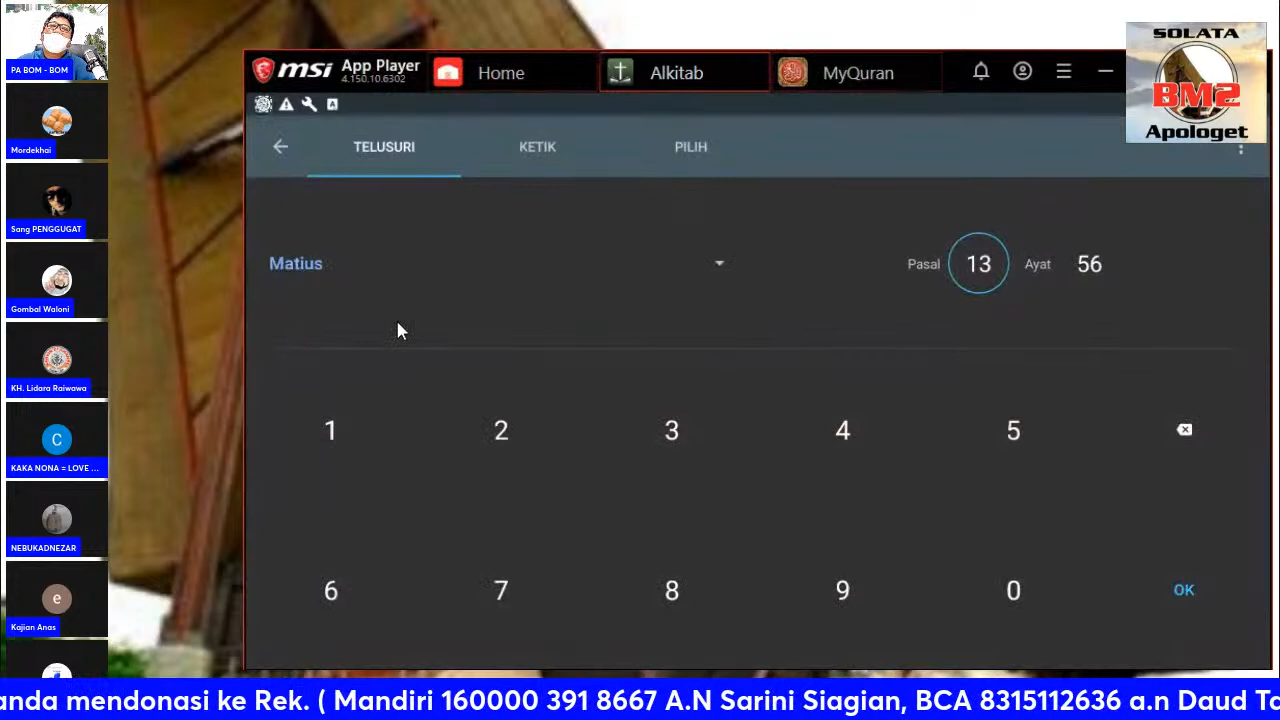 PA BOM - BOM
Mordekhai
Sang PENGGUGAT
Gombal Waloni
KH. Lidara Raiwawa
C
KAKA NONA = LOVE ...
NEBUKADNEZAR
e
Kajian Anas
msi App Player
4.150.10.6302
Home
Alkitab
MyQuran
SOLATA
BM2
Apologet
TELUSURI KETIK PILIH
Matius
Pasal 13 Ayat 56
1 2 3 4 5
6 7 8 9 0 OK
anda mendonasi ke Rek. ( Mandiri 160000 391 8667 A.N Sarini Siagian, BCA 8315112636 a.n Daud To